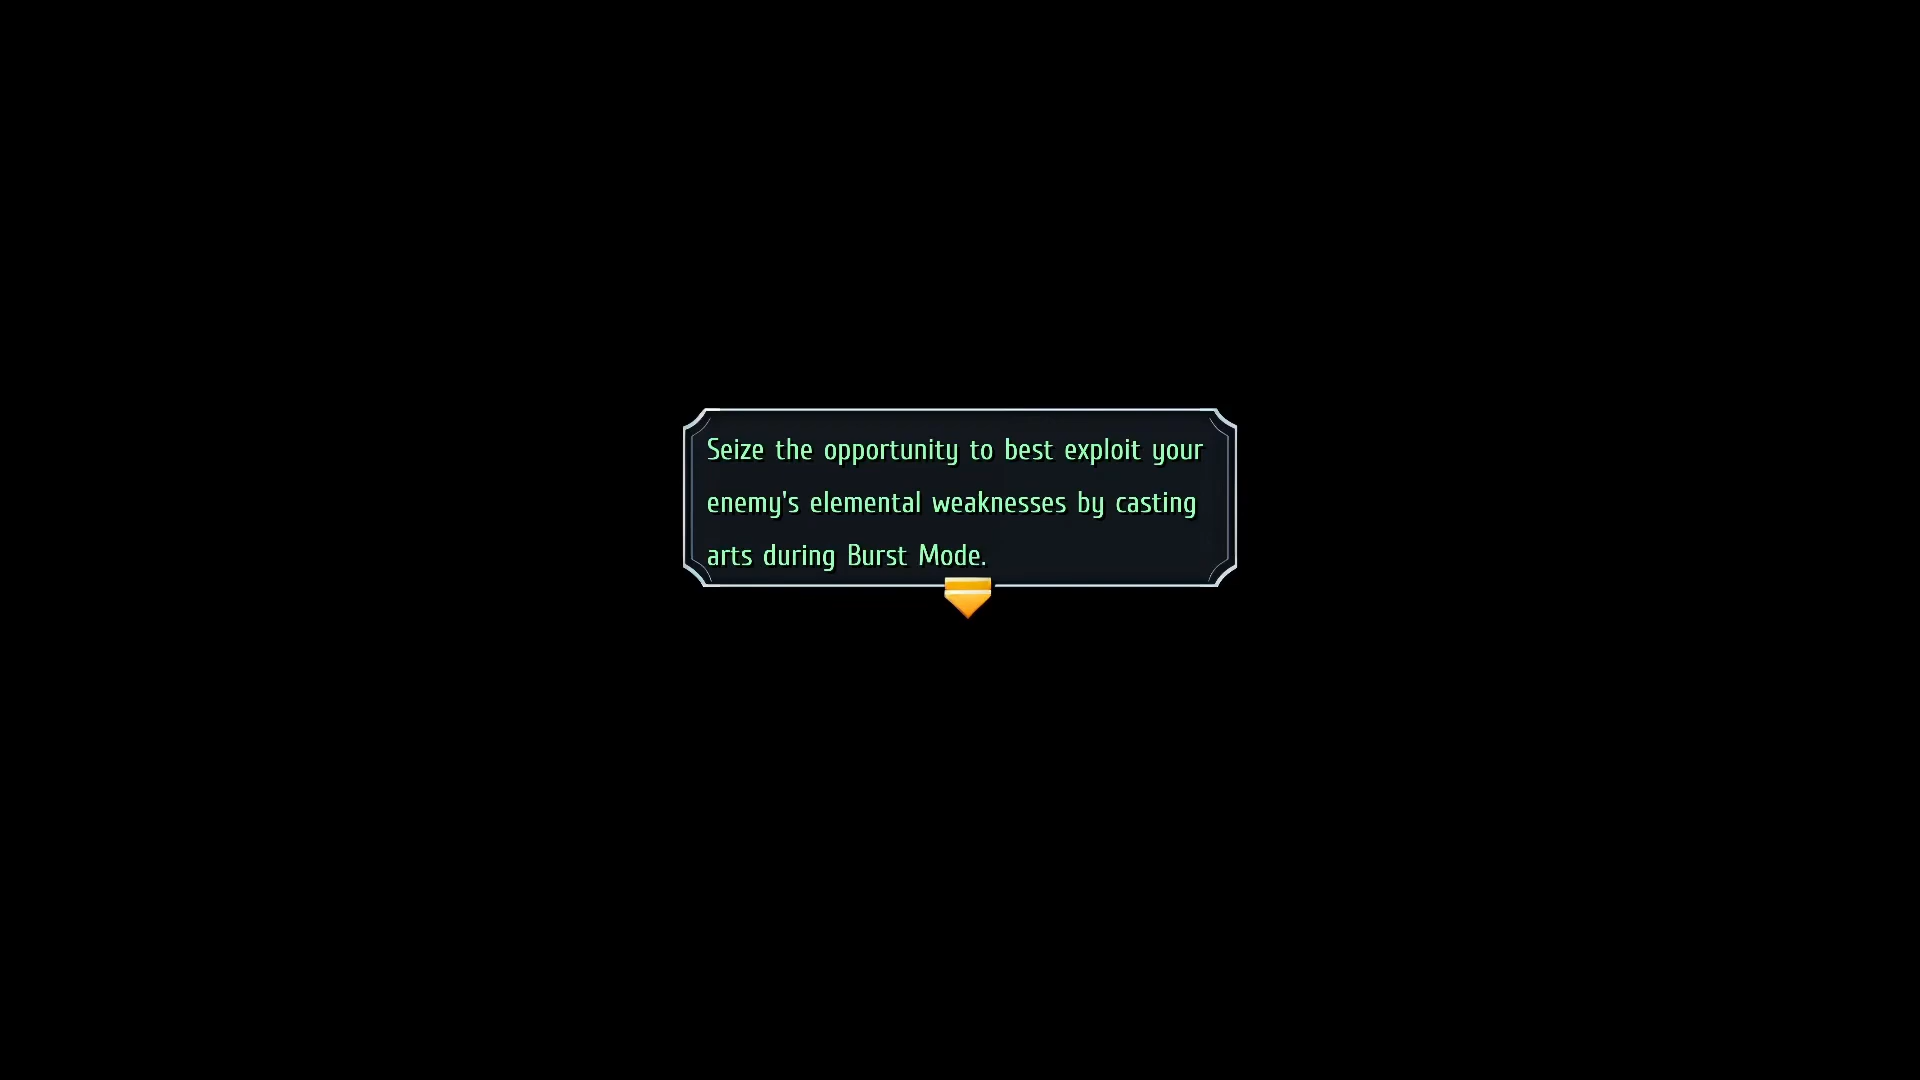 Seize the opportunity to best exploit your
enemy's elemental weaknesses by casting
arts during Burst Mode.